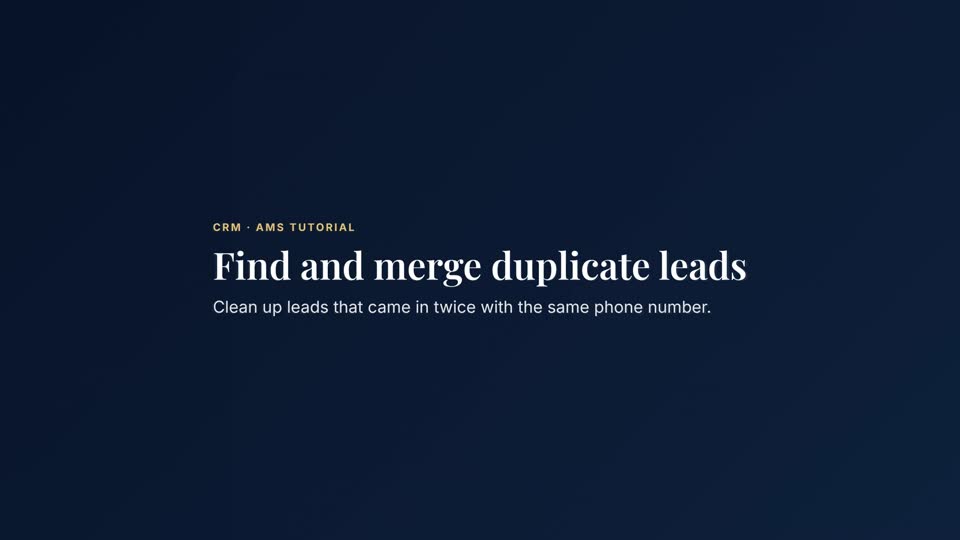 CRM · AMS TUTORIAL
Find and merge duplicate leads
Clean up leads that came in twice with the same phone number.